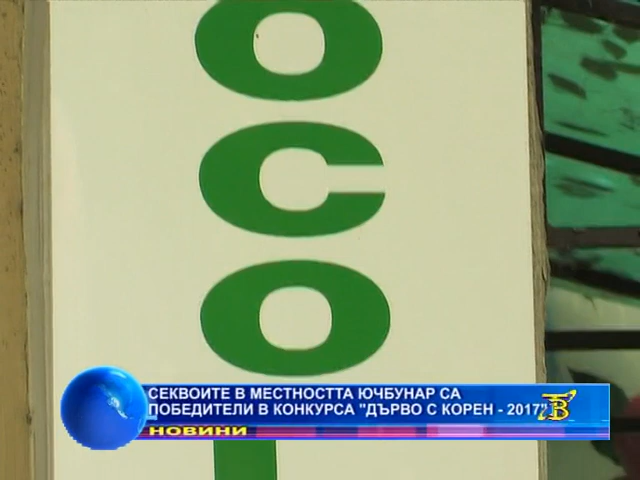 О
С
О
СЕКВОИТЕ В МЕСТНОСТТА ЮЧБУНАР СА
ПОБЕДИТЕЛИ В КОНКУРСА "ДЪРВО С КОРЕН - 2017"
НОВИНИ